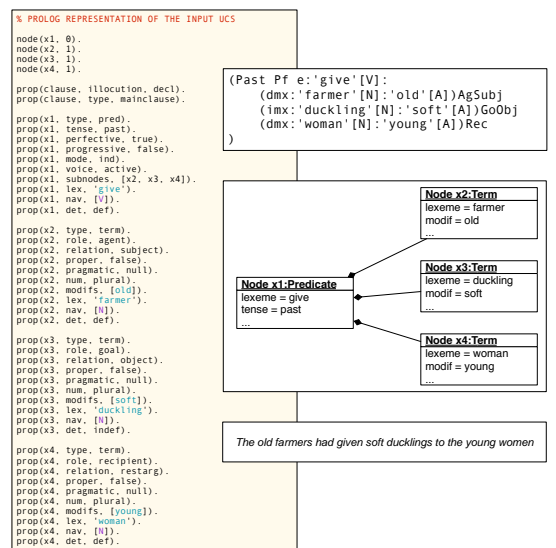 % PROLOG REPRESENTATION OF THE INPUT UCS
node(x1, 0).
node(x2, 1).
node(x3, 1).
node(x4, 1).
prop(clause, illocution, decl).
prop(clause, type, mainclause).
prop(x1, type, pred).
prop(x1, tense, past).
prop(x1, perfective, true).
prop(x1, progressive, false).
prop(x1, mode, ind).
prop(x1, voice, active).
prop(x1, subnodes, [x2, x3, x4]).
prop(x1, lex, 'give').
prop(x1, nav, [V]).
prop(x1, det, def).
prop(x2, type, term).
prop(x2, role, agent).
prop(x2, relation, subject).
prop(x2, proper, false).
prop(x2, pragmatic, null).
prop(x2, num, plural).
prop(x2, modifs, [old]).
prop(x2, lex, 'farmer').
prop(x2, nav, [N]).
prop(x2, det, def).
prop(x3, type, term).
prop(x3, role, goal).
prop(x3, relation, object).
prop(x3, proper, false).
prop(x3, pragmatic, null).
prop(x3, num, plural).
prop(x3, modifs, [soft]).
prop(x3, lex, 'duckling').
prop(x3, nav, [N]).
prop(x3, det, indef).
prop(x4, type, term).
prop(x4, role, recipient).
prop(x4, relation, restarg).
prop(x4, proper, false).
prop(x4, pragmatic, null).
prop(x4, num, plural).
prop(x4, modifs, [young]).
prop(x4, lex, 'woman').
prop(x4, nav, [N]).
prop(x4, det, def).
(Past Pf e:'give'[V]:
(dmx:'farmer'[N]:'old'[A])AgSubj
(imx:'duckling'[N]:'soft'[A])GoObj
(dmx:'woman'[N]:'young'[A])Rec
)
Node x2:Term
lexeme = farmer
modif = old
...
Node x1:Predicate
lexeme = give
tense = past
...
Node x3:Term
lexeme = duckling
modif = soft
...
Node x4:Term
lexeme = woman
modif = young
...
The old farmers had given soft ducklings to the young women